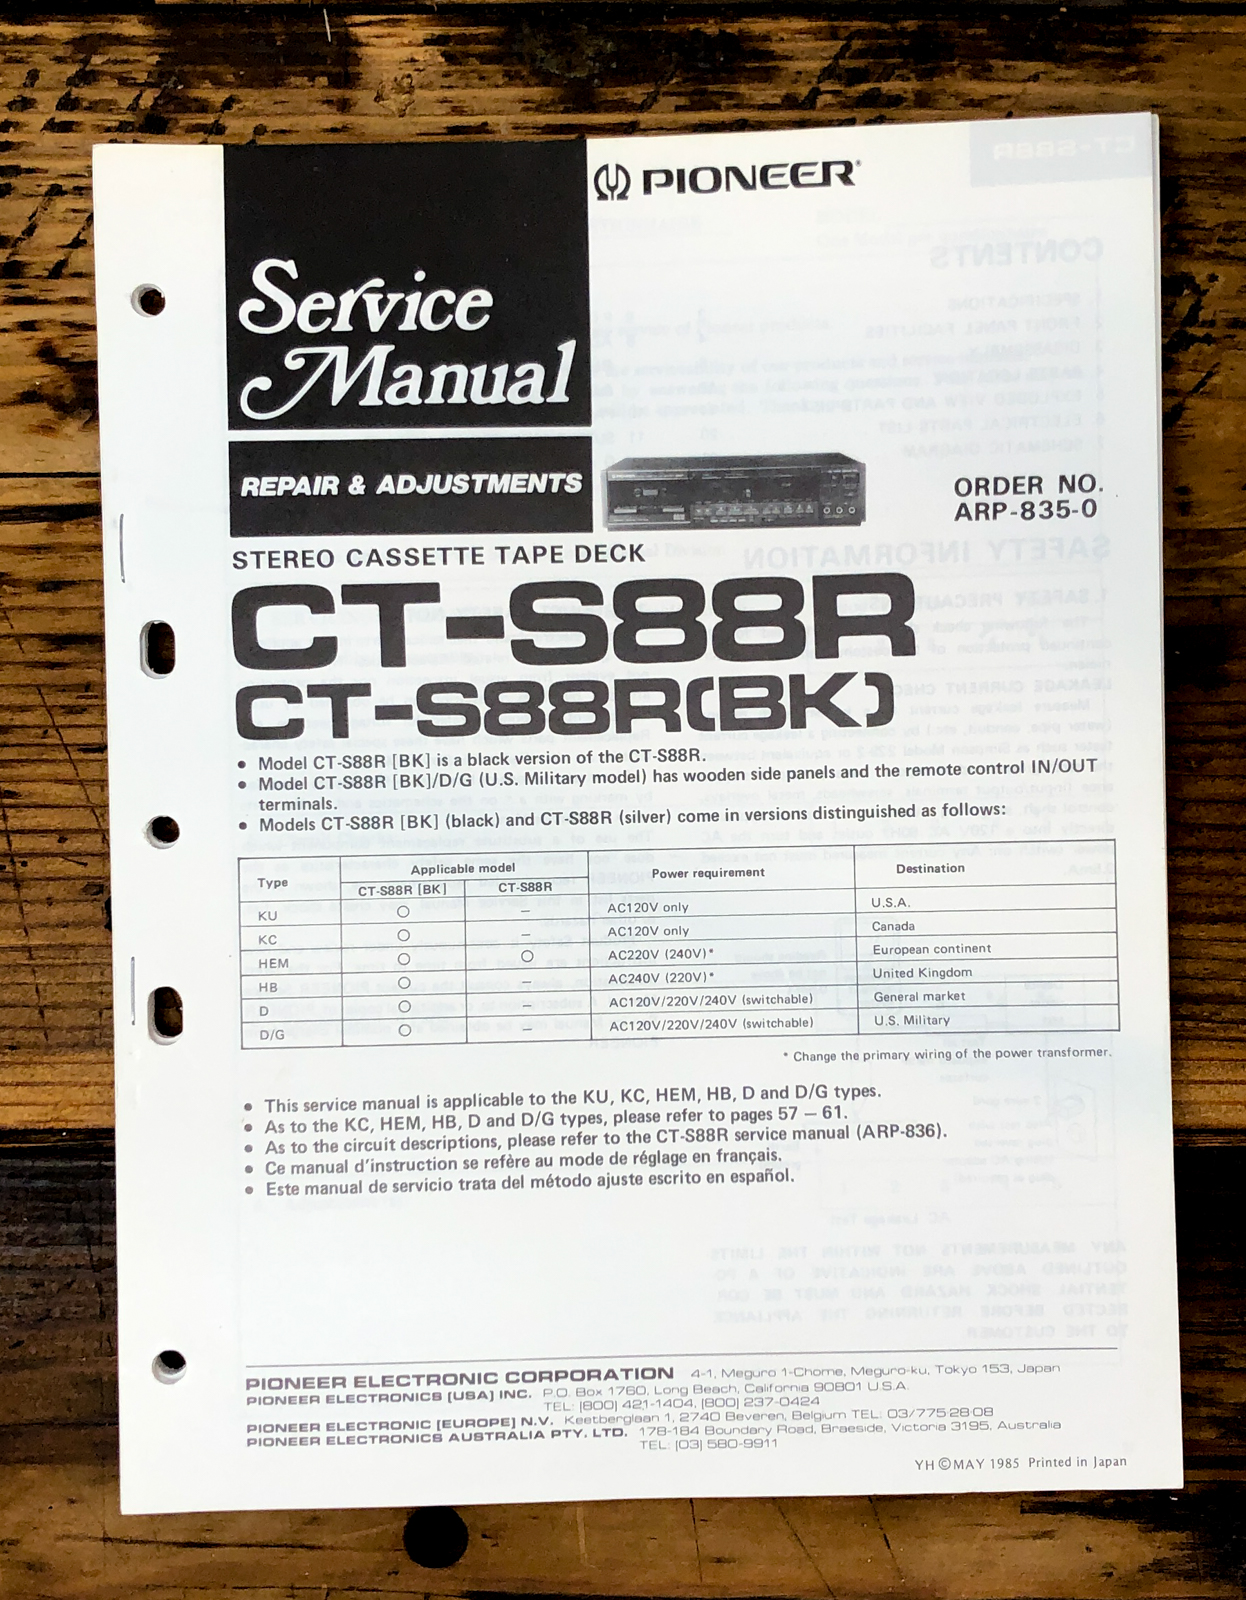 PIONEER®
Service
Manual
REPAIR & ADJUSTMENTS
ORDER NO.
ARP-835-0
STEREO CASSETTE TAPE DECK
CT-S88R
CT-S88R(BK)
● Model CT-S88R [BK] is a black version of the CT-S88R.
● Model CT-S88R [BK]/D/G (U.S. Military model) has wooden side panels and the remote control IN/OUT
terminals.
● Models CT-S88R [BK] (black) and CT-S88R (silver) come in versions distinguished as follows:
Type Applicable model Power requirement Destination
CT-S88R [BK] CT-S88R
KU ○ – AC120V only U.S.A.
KC ○ – AC120V only Canada
HEM ○ ○ AC220V (240V)* European continent
HB ○ – AC240V (220V)* United Kingdom
D ○ – AC120V/220V/240V (switchable) General market
D/G ○ – AC120V/220V/240V (switchable) U.S. Military
* Change the primary wiring of the power transformer.
● This service manual is applicable to the KU, KC, HEM, HB, D and D/G types.
● As to the KC, HEM, HB, D and D/G types, please refer to pages 57 – 61.
● As to the circuit descriptions, please refer to the CT-S88R service manual (ARP-836).
● Ce manual d'instruction se refère au mode de réglage en français.
● Este manual de servicio trata del método ajuste escrito en español.
PIONEER ELECTRONIC CORPORATION 4-1, Meguro 1-Chome, Meguro-ku, Tokyo 153, Japan
PIONEER ELECTRONICS [USA] INC. P.O. Box 1760, Long Beach, California 90801 U.S.A.
TEL: [800] 421-1404, [800] 237-0424
PIONEER ELECTRONIC [EUROPE] N.V. Keetberglaan 1, 2740 Beveren, Belgium TEL: 03/775·28·08
PIONEER ELECTRONICS AUSTRALIA PTY. LTD. 178-184 Boundary Road, Braeside, Victoria 3195, Australia
TEL: [03] 580-9911
YH © MAY 1985 Printed in Japan